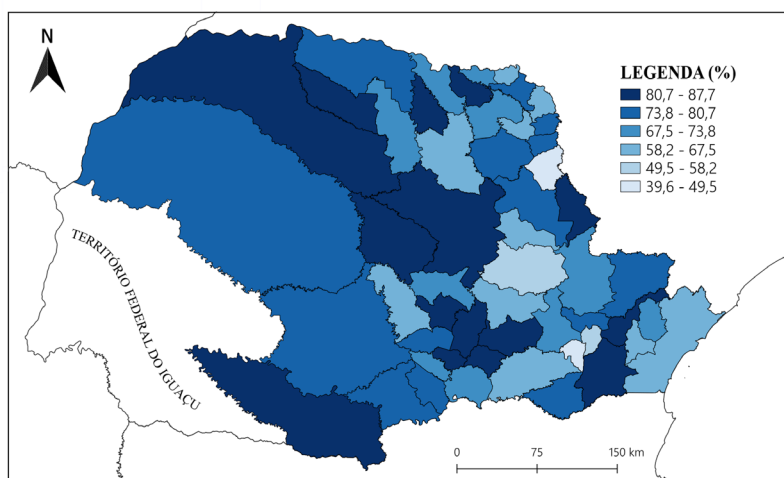 N
LEGENDA (%)
80,7 - 87,7
73,8 - 80,7
67,5 - 73,8
58,2 - 67,5
49,5 - 58,2
39,6 - 49,5
TERRITÓRIO FEDERAL DO IGUAÇU
0 75 150 km